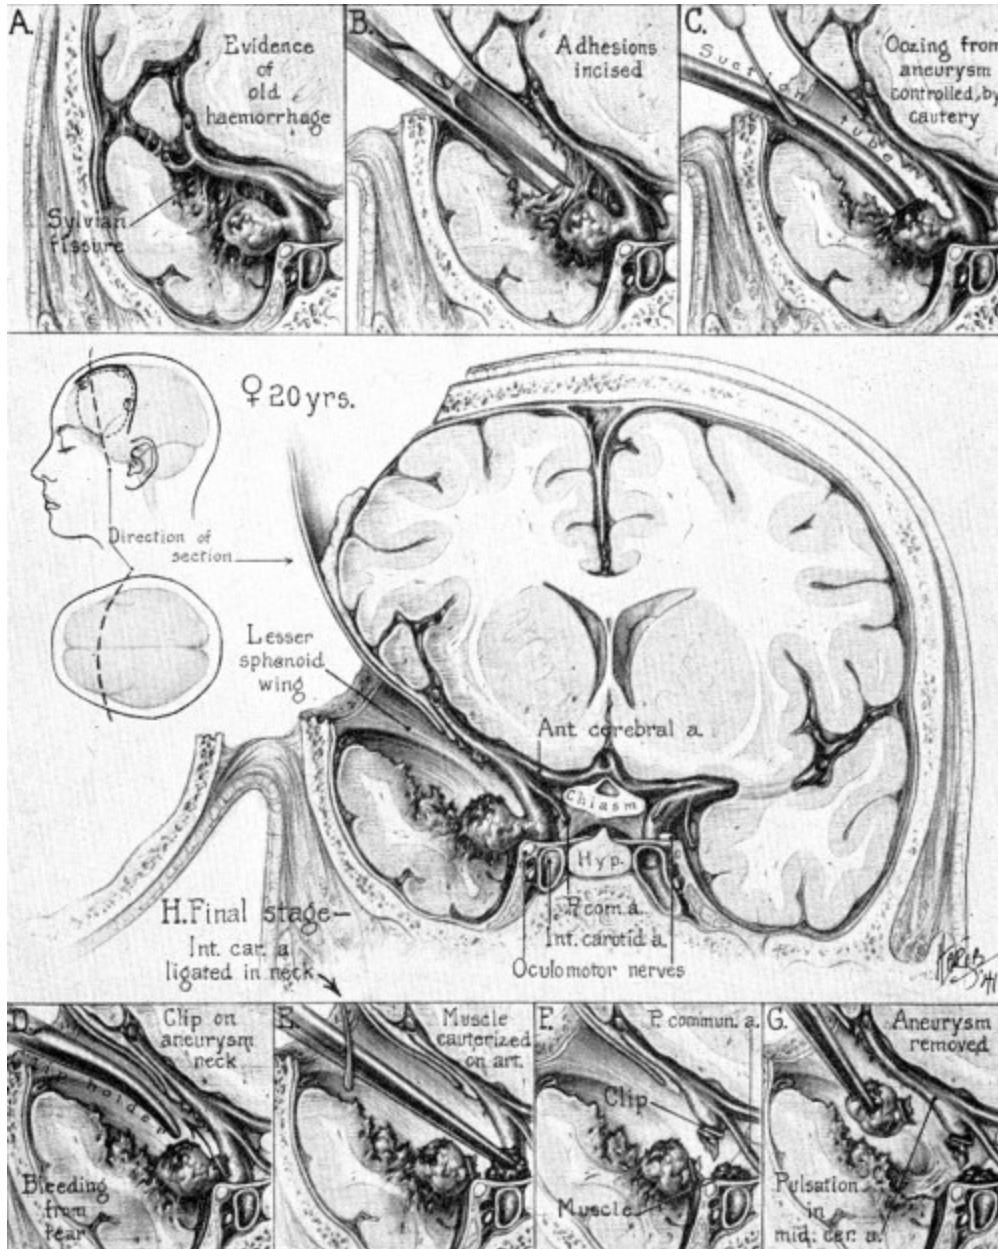 A.
Evidence
of
old
haemorrhage
Sylvian
fissure
B.
Adhesions
incised
C.
Oozing from
aneurysm
controlled by
cautery
Suction tube
♀ 20 yrs.
Direction of
section
Lesser
sphenoid
wing
Ant. cerebral a.
Chiasm
Hyp.
P. com. a.
Int. carotid a.
Oculomotor nerves
H. Final stage-
Int. car. a
ligated in neck
'41
D.
Clip on
aneurysm
neck
Clip holder
Bleeding
from
tear
E.
Muscle
cauterized
on art.
F.
P. commun. a.
Clip
Muscle
G.
Aneurysm
removed
Pulsation
in
mid. cer. a.